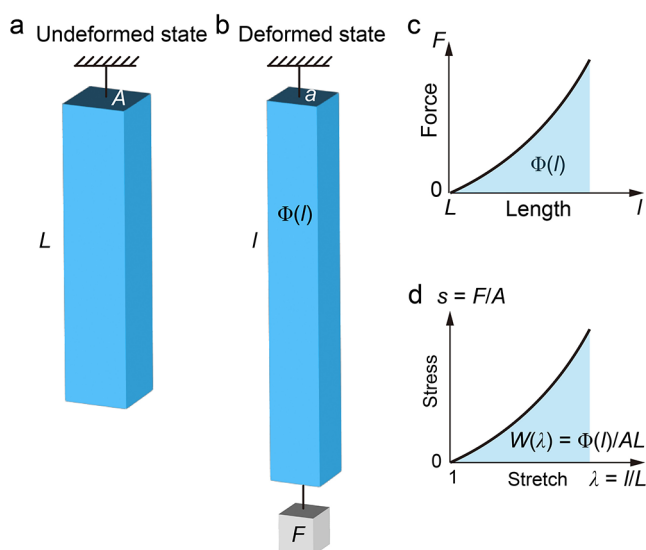 a Undeformed state
A
L
b Deformed state
a
Φ(l)
l
F
c
F
Force
Φ(l)
0
L
Length
l
d
s = F/A
Stress
W(λ) = Φ(l)/AL
0
1
Stretch
λ = l/L